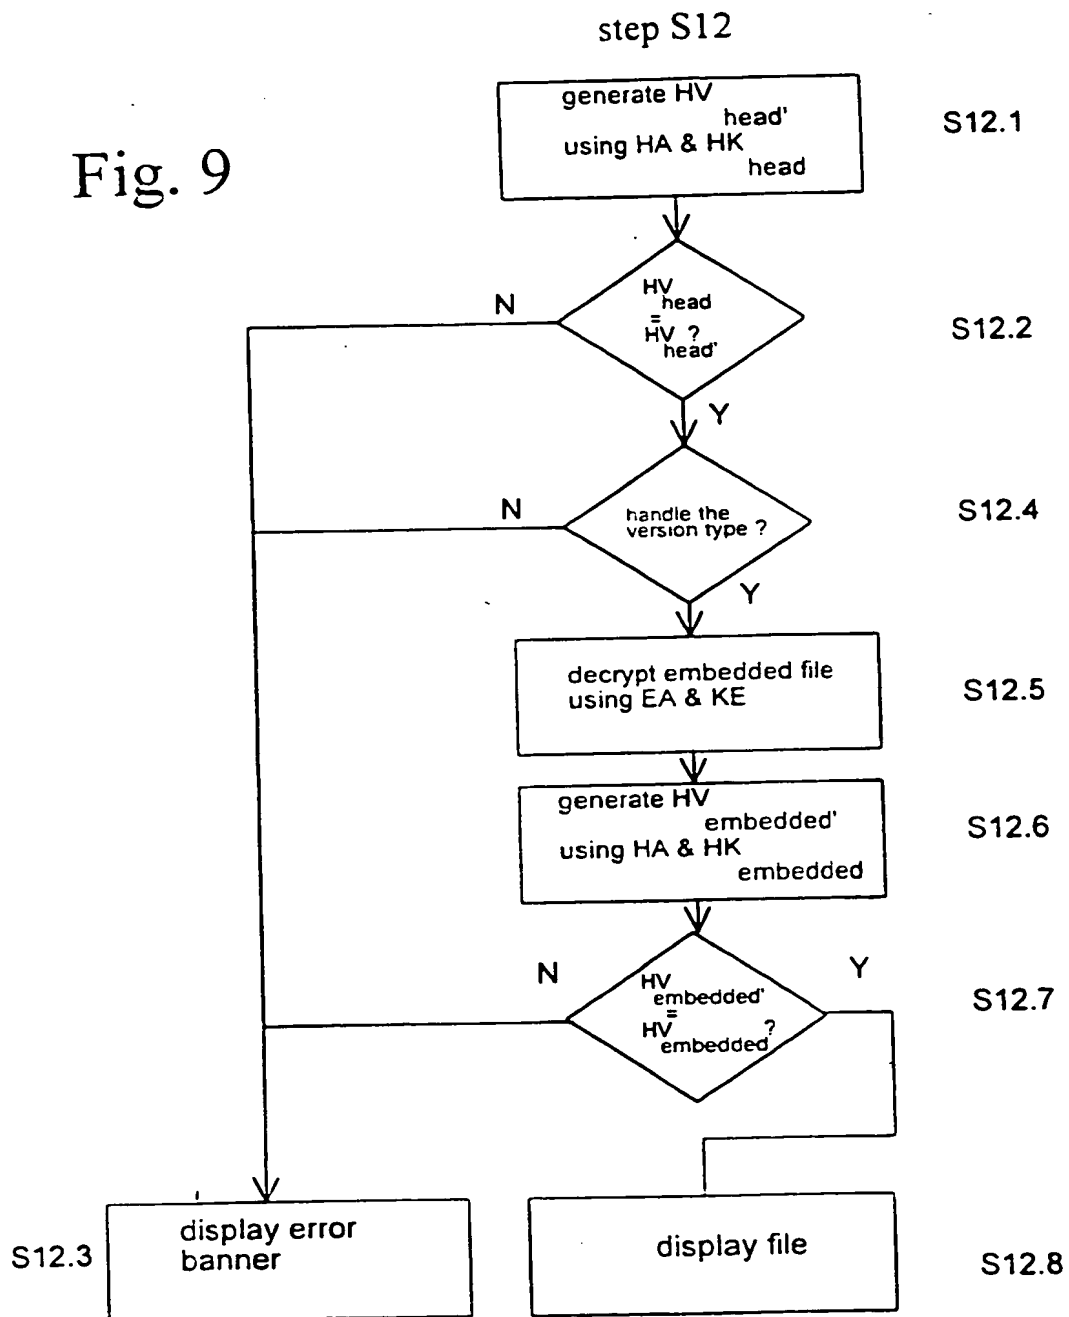 step S12
Fig. 9
generate HV head'
using HA & HK head
S12.1
N
HV head
=
HV head' ?
S12.2
Y
N
handle the
version type ?
S12.4
Y
decrypt embedded file
using EA & KE
S12.5
generate HV embedded'
using HA & HK embedded
S12.6
N
Y
HV embedded'
=
HV embedded ?
S12.7
S12.3
display error
banner
display file
S12.8